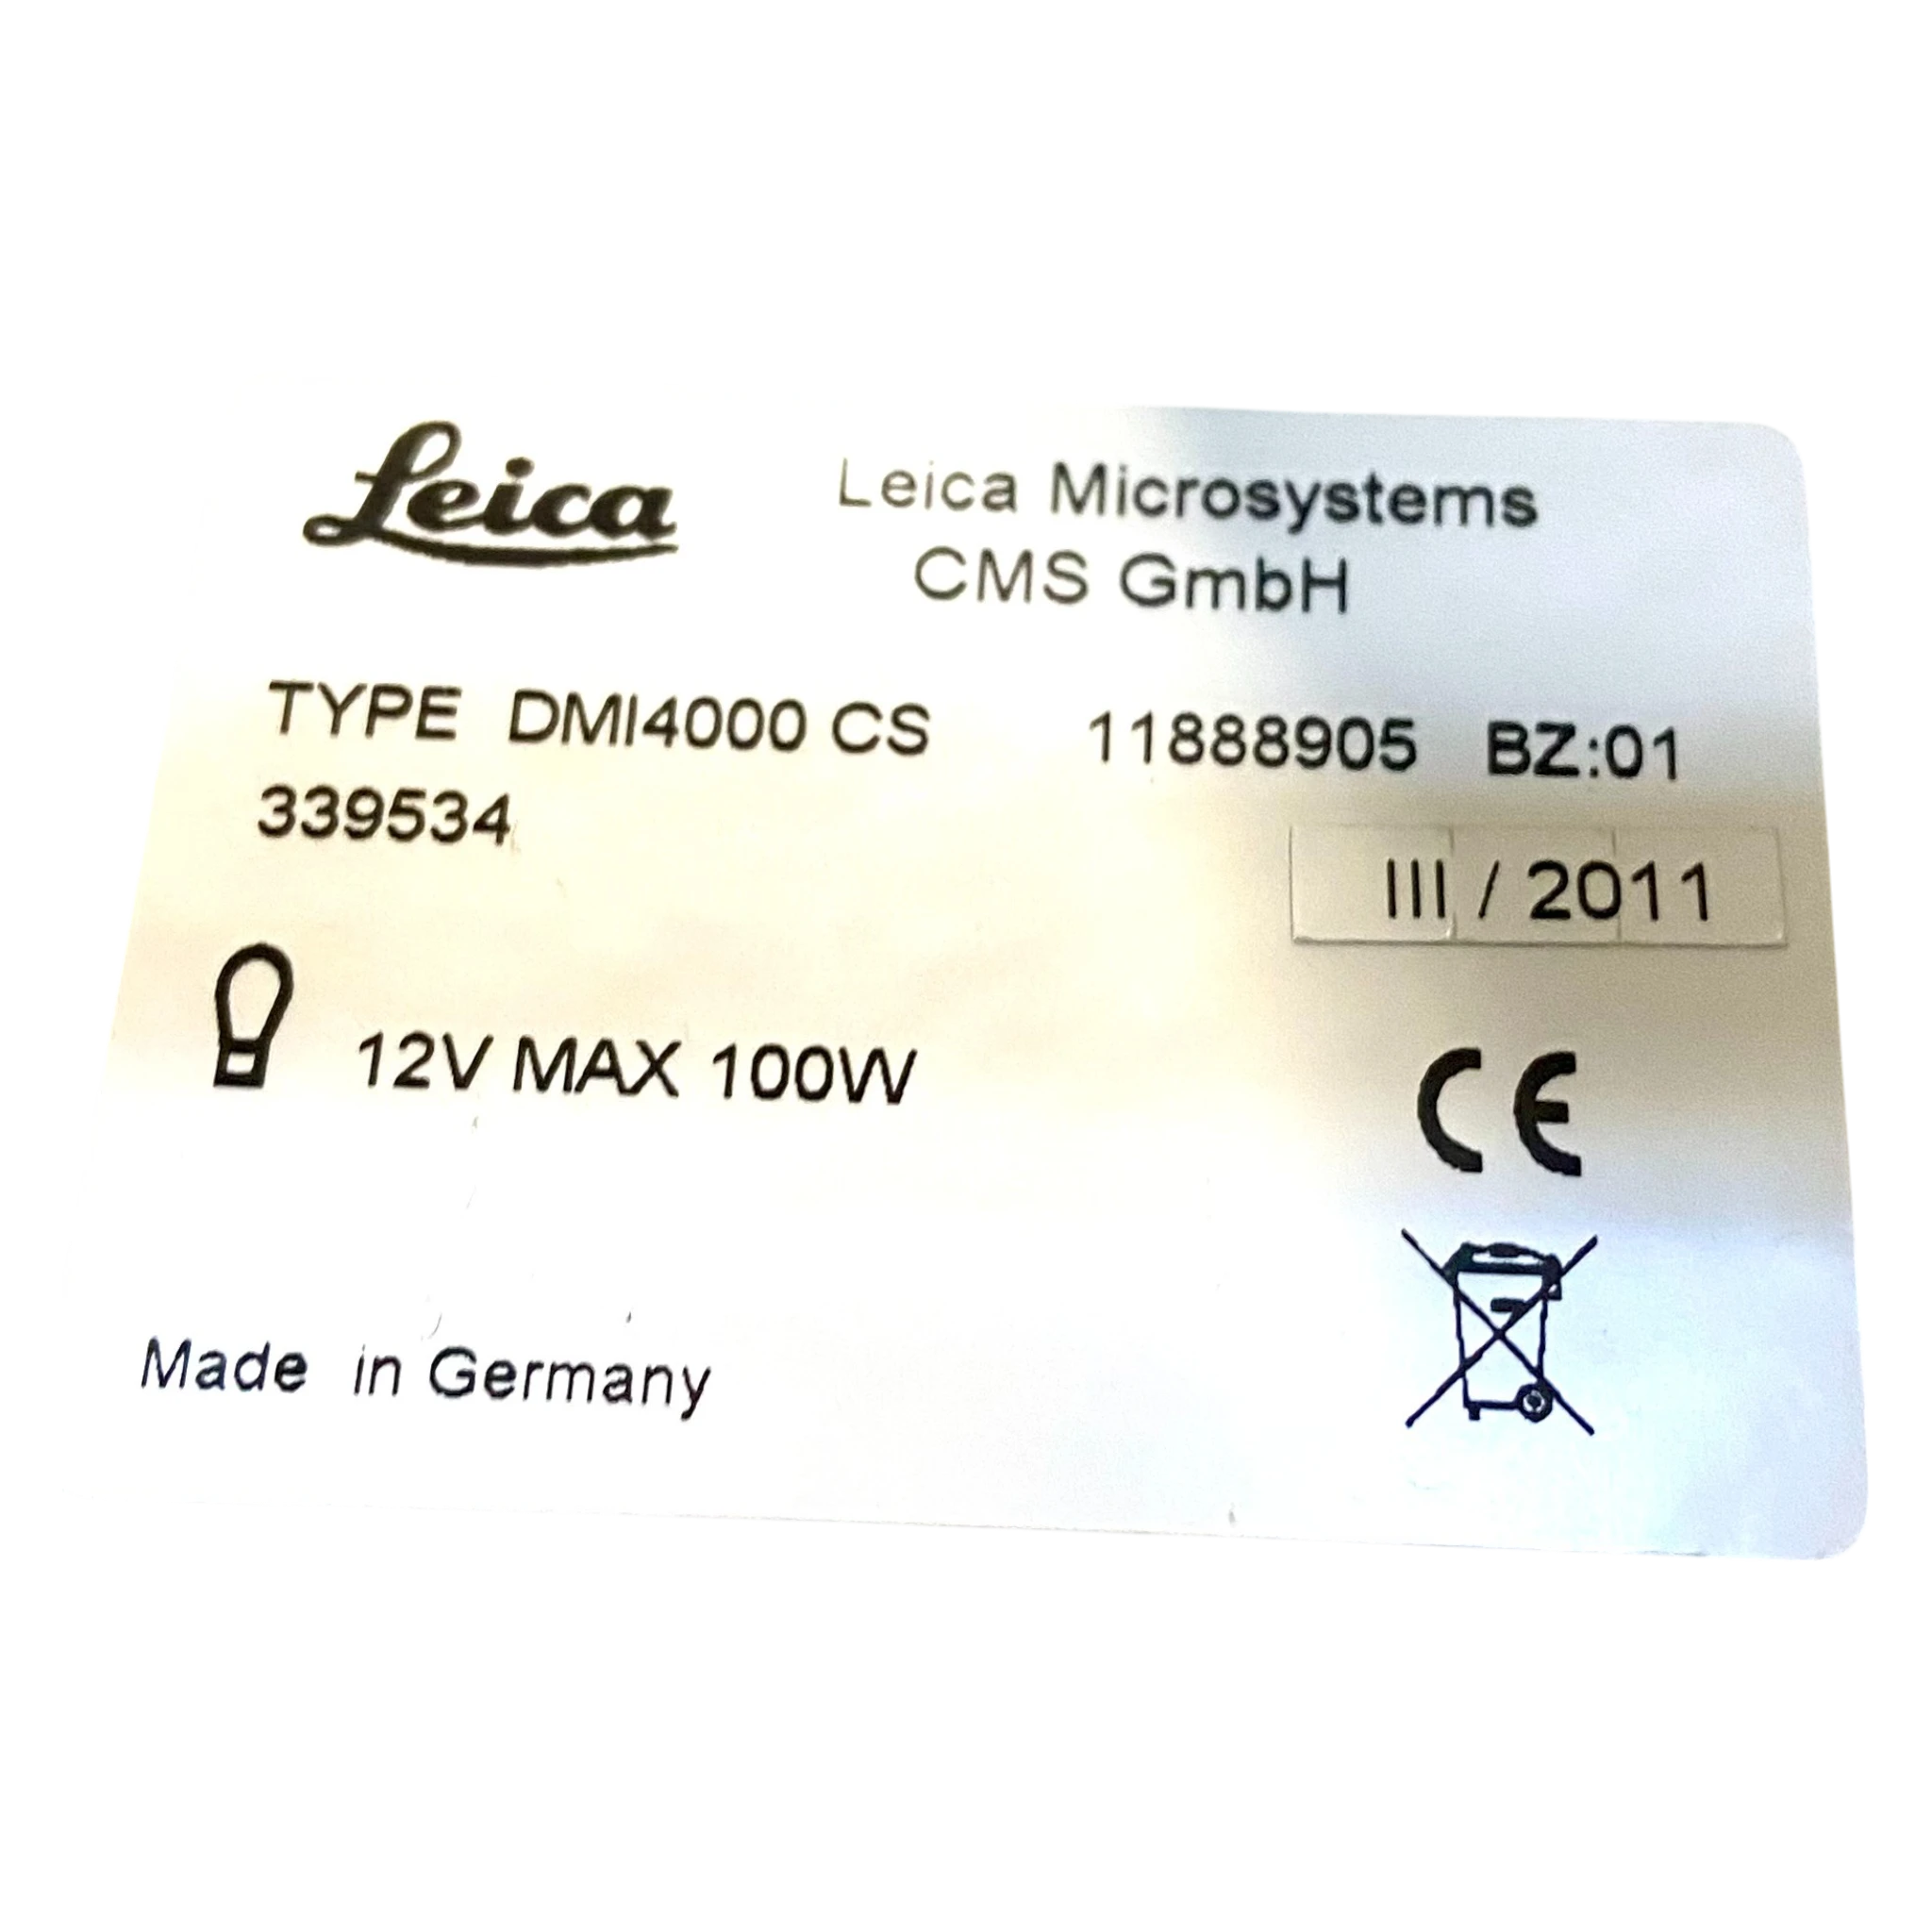 Leica
Leica Microsystems
CMS GmbH
TYPE DMI4000 CS 11888905 BZ:01
339534
III / 2011
12V MAX 100W
CE
Made in Germany